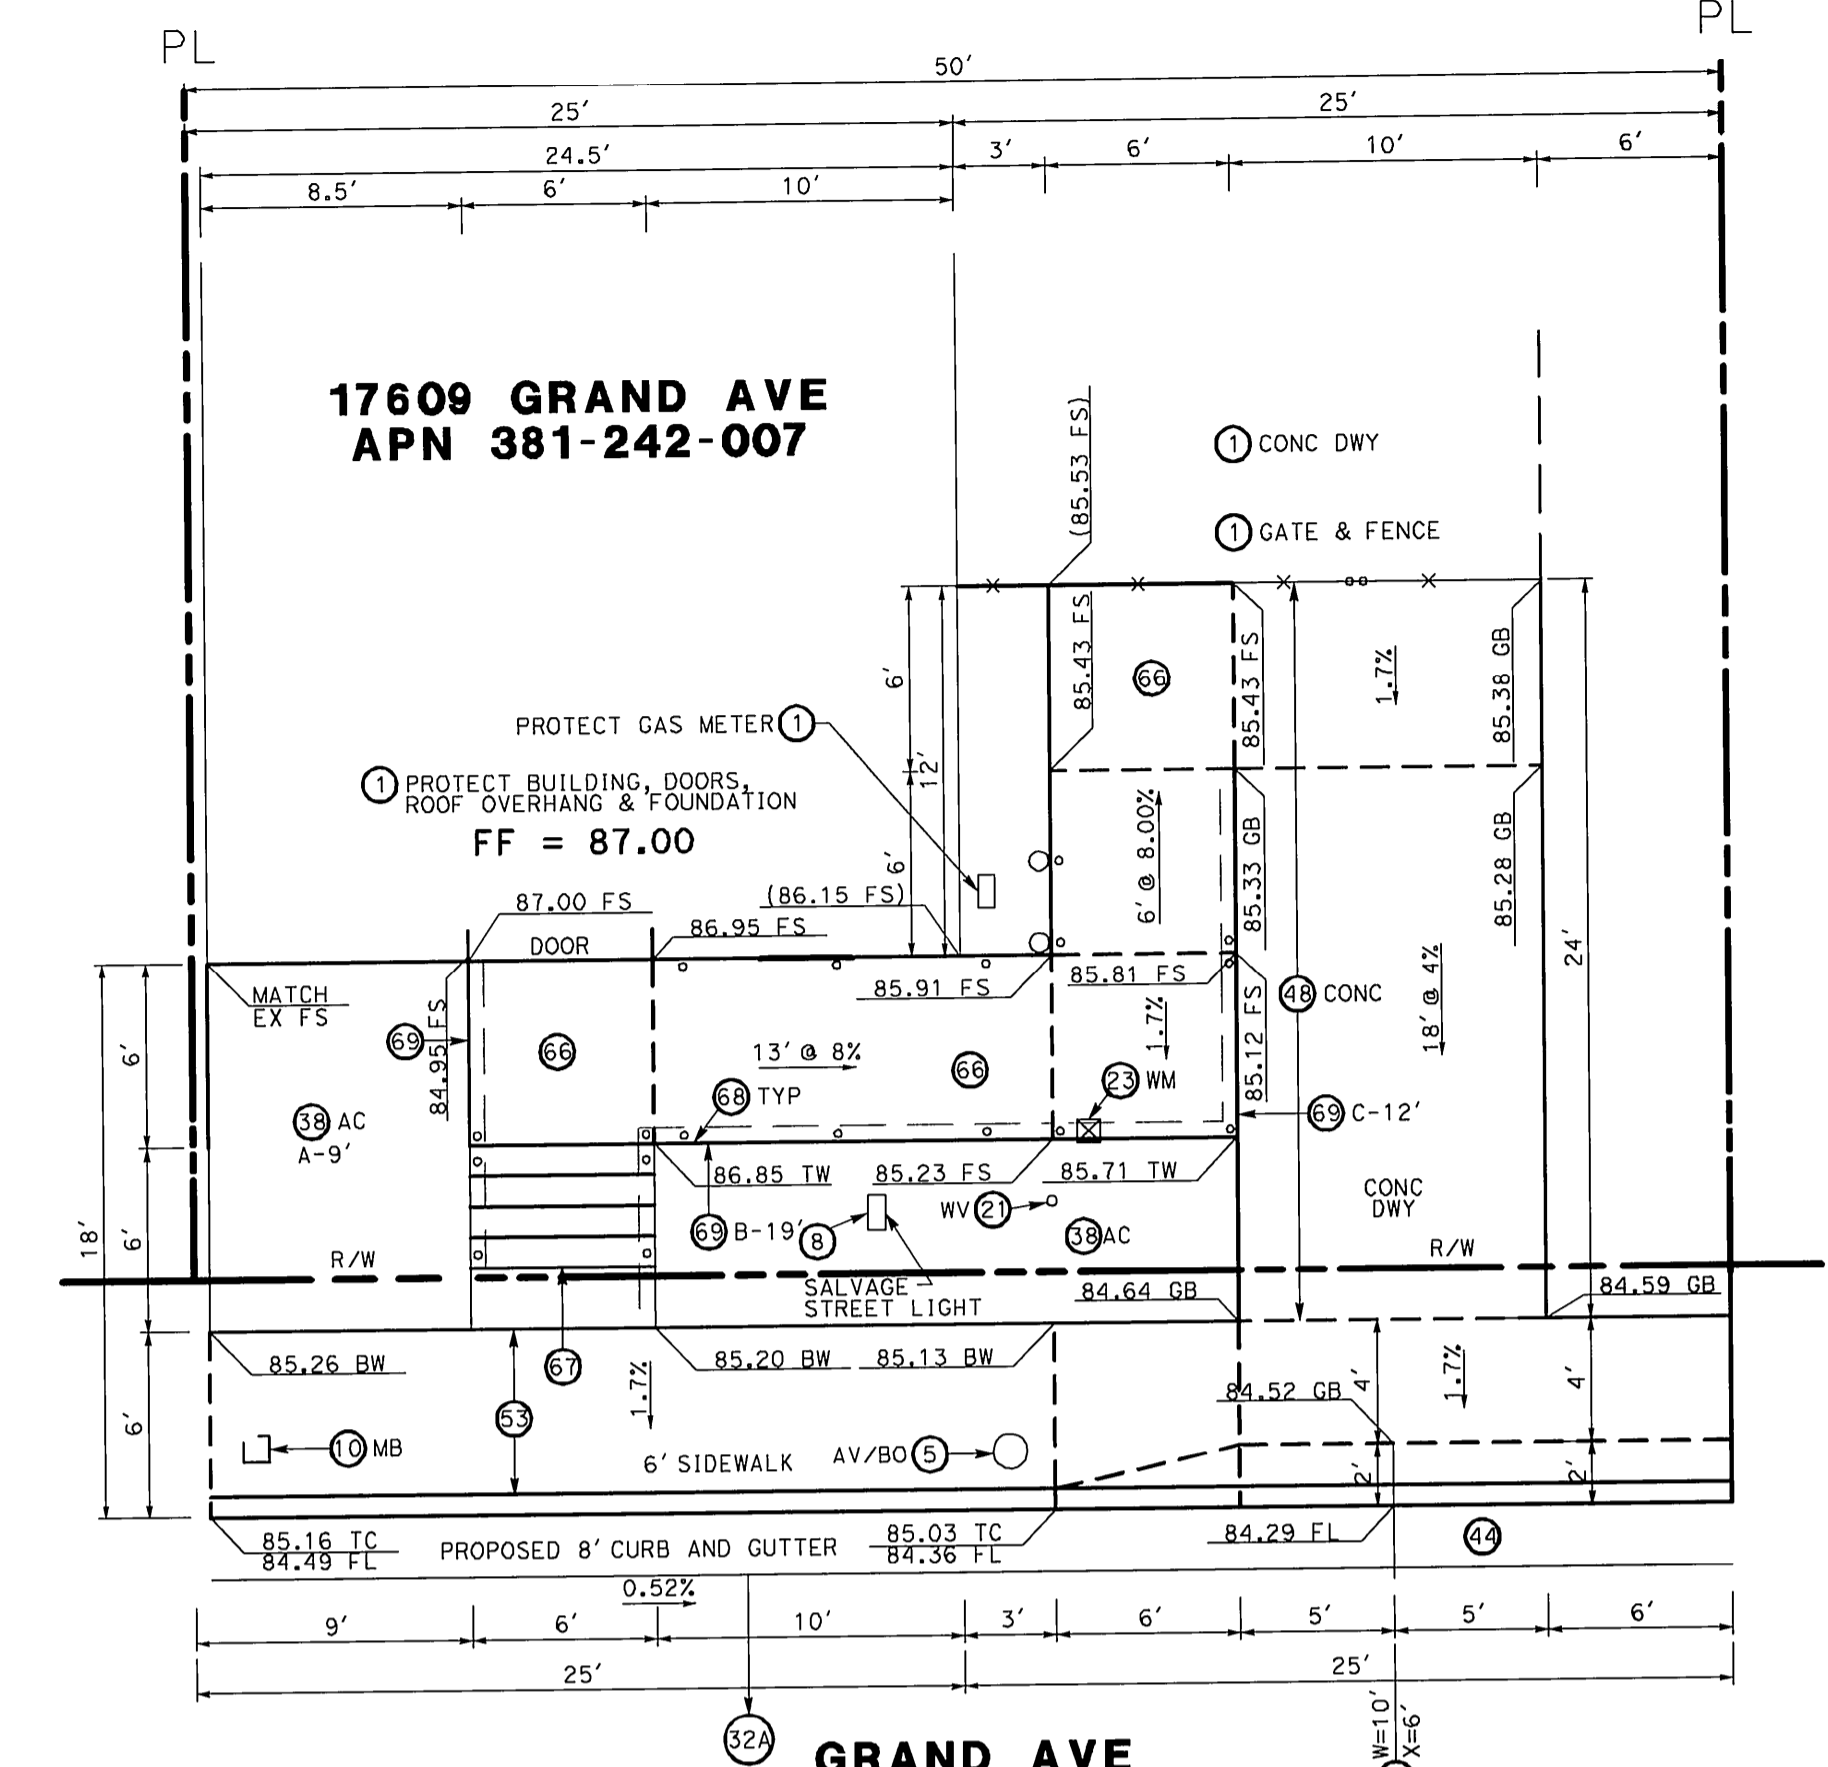 PL
PL
50'
25'
25'
24.5'
3'
6'
10'
6'
8.5'
6'
10'
17609 GRAND AVE
APN 381-242-007
(85.53 FS)
1 CONC DWY
1 GATE & FENCE
6'
12'
85.43 FS
66
85.43 FS
1.7%
85.38 GB
PROTECT GAS METER 1
1 PROTECT BUILDING, DOORS,
ROOF OVERHANG & FOUNDATION
FF = 87.00
6'
6' @ 8.00%
85.33 GB
85.28 GB
24'
87.00 FS
(86.15 FS)
86.95 FS
DOOR
MATCH
EX FS
85.91 FS
85.81 FS
48 CONC
18' @ 4%
6'
69
84.95 FS
66
13' @ 8%
66
1.7%
85.12 FS
68 TYP
23 WM
69 C-12'
38 AC
A-9'
86.85 TW
85.23 FS
85.71 TW
CONC
DWY
18'
6'
69 B-19'
8
WV 21
38 AC
R/W
R/W
SALVAGE
STREET LIGHT
84.64 GB
84.59 GB
85.26 BW
67
85.20 BW
85.13 BW
1.7%
84.52 GB
4'
1.7%
4'
6'
53
10 MB
6' SIDEWALK
AV/BO 5
2'
2'
85.16 TC
84.49 FL
PROPOSED 8' CURB AND GUTTER
85.03 TC
84.36 FL
84.29 FL
44
0.52%
9'
6'
10'
3'
6'
5'
5'
6'
25'
25'
32A
GRAND AVE
W=10'
X=6'